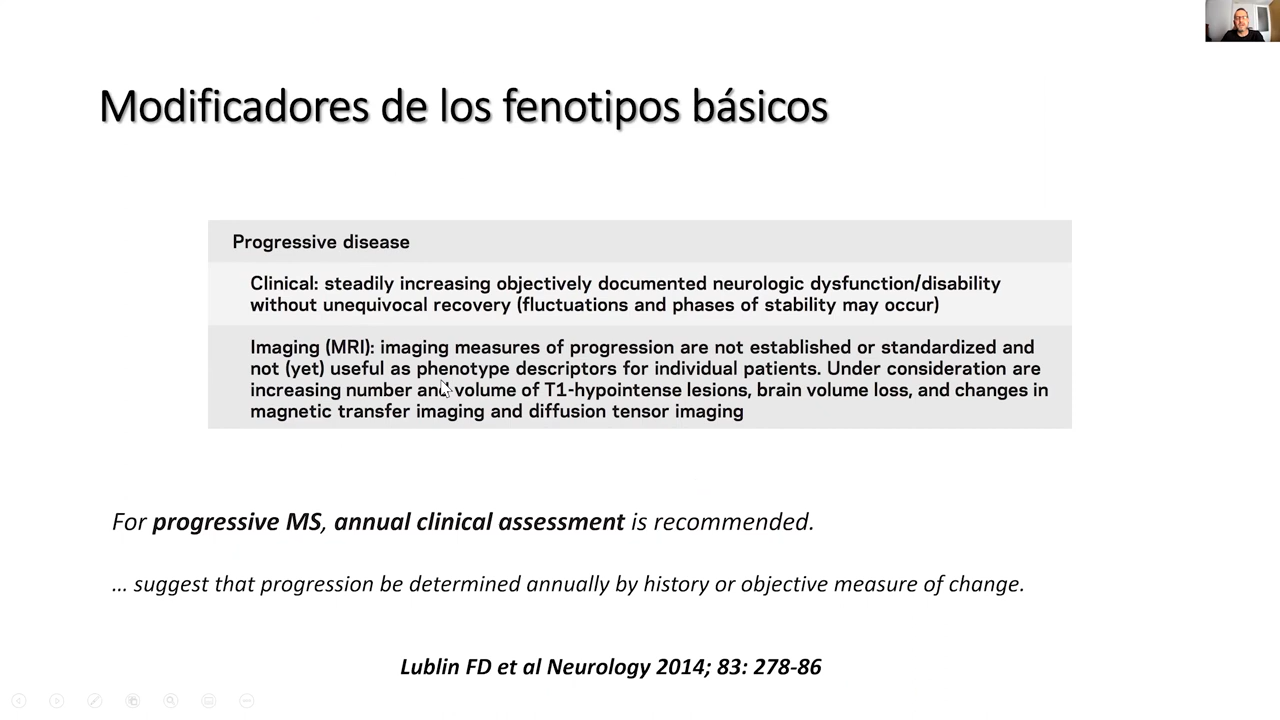 Modificadores de los fenotipos básicos
Progressive disease
Clinical: steadily increasing objectively documented neurologic dysfunction/disability
without unequivocal recovery (fluctuations and phases of stability may occur)
Imaging (MRI): imaging measures of progression are not established or standardized and
not (yet) useful as phenotype descriptors for individual patients. Under consideration are
increasing number and volume of T1-hypointense lesions, brain volume loss, and changes in
magnetic transfer imaging and diffusion tensor imaging
For progressive MS, annual clinical assessment is recommended.
... suggest that progression be determined annually by history or objective measure of change.
Lublin FD et al Neurology 2014; 83: 278-86